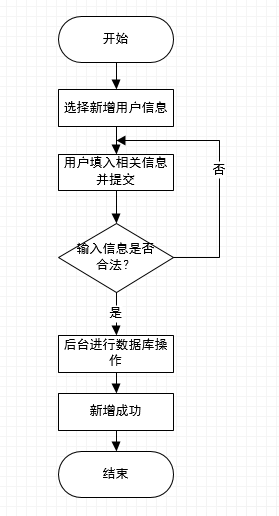 开始
选择新增用户信息
用户填入相关信息
并提交
否
输入信息是否
合法？
是
后台进行数据库操
作
新增成功
结束